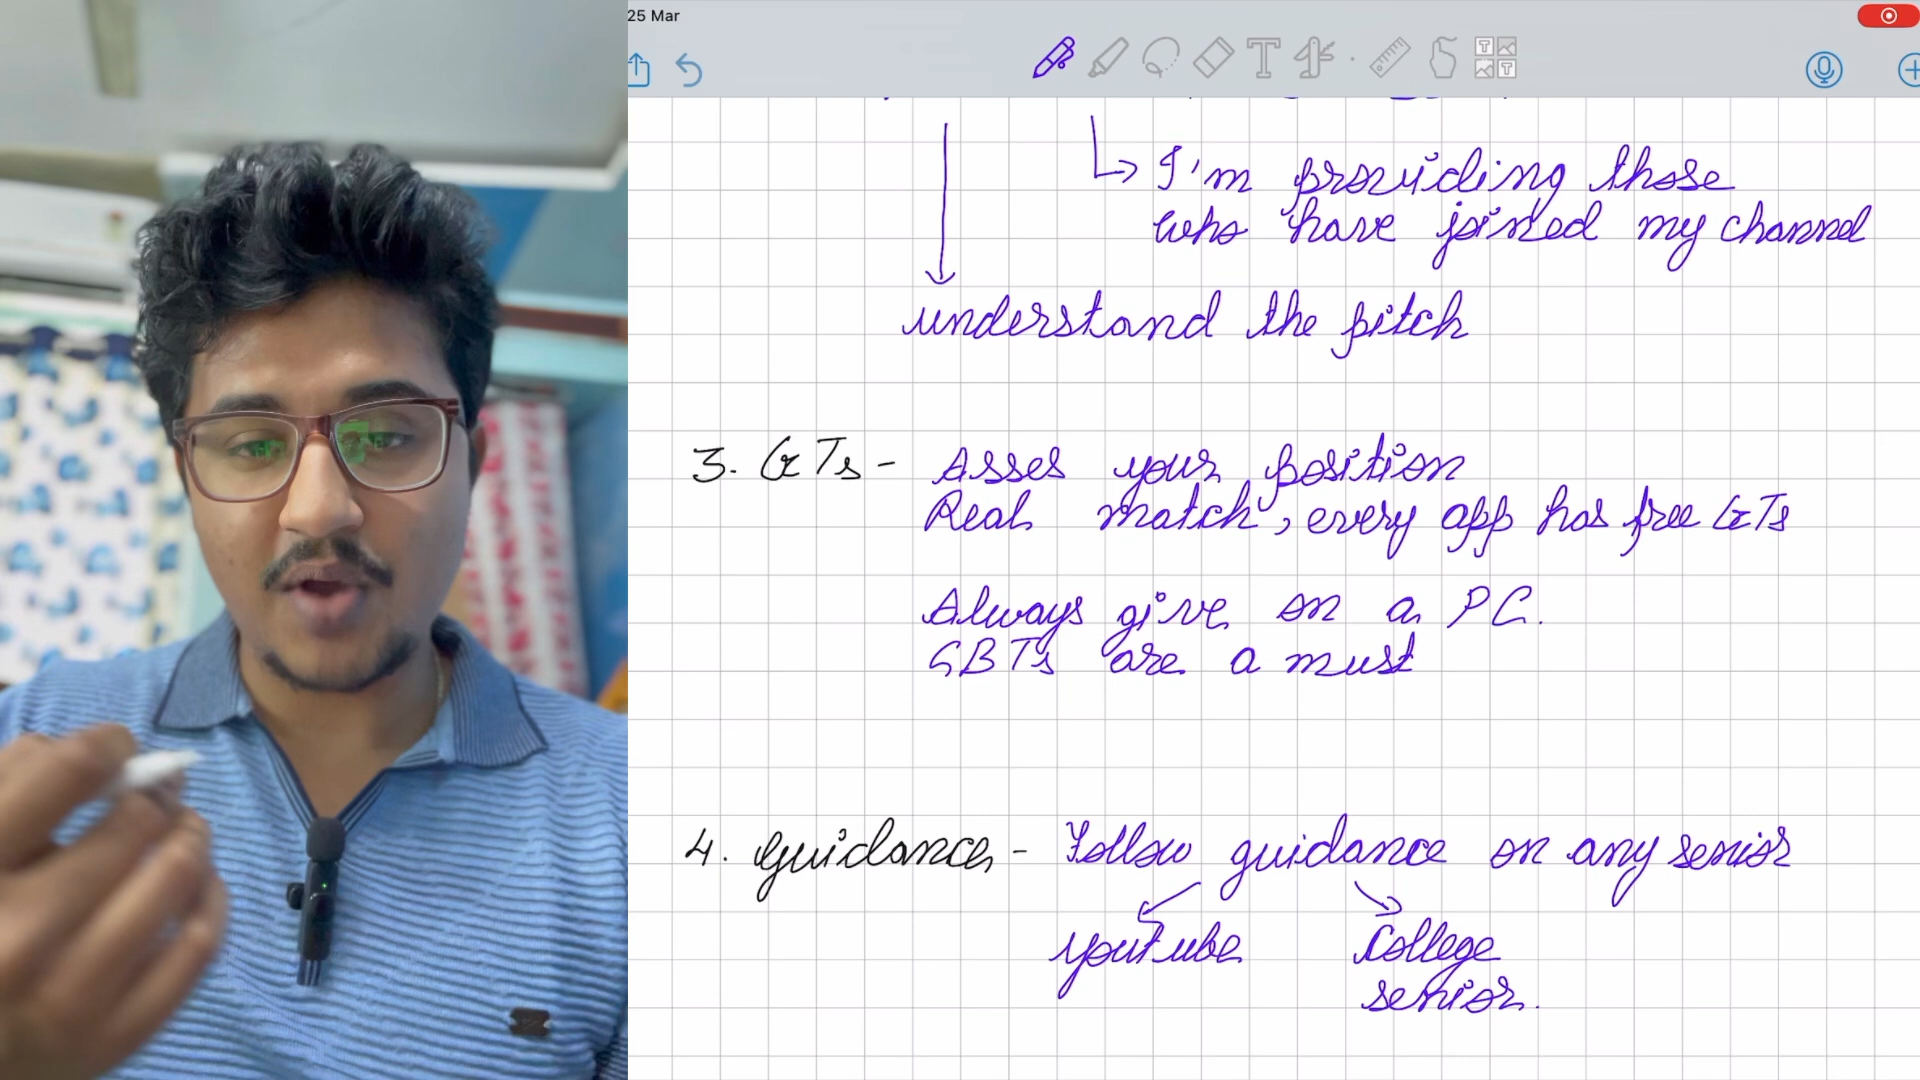 25 Mar
I'm providing those
who have joined my channel
understand the pitch
3. GTs - Asses your position
Real match, every app has free GTs
Always give on a PC.
GBTs are a must
4. Guidance - Follow guidance on any senior
youtube College
senior.